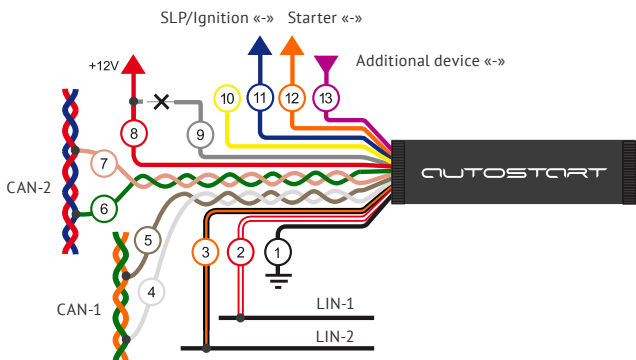 SLP/Ignition «-» Starter «-»
+12V
Additional device «-»
10 11 12 13
8 9
7
CAN-2
AUTOSTART
6
5
3 2 1
4
CAN-1
LIN-1
LIN-2